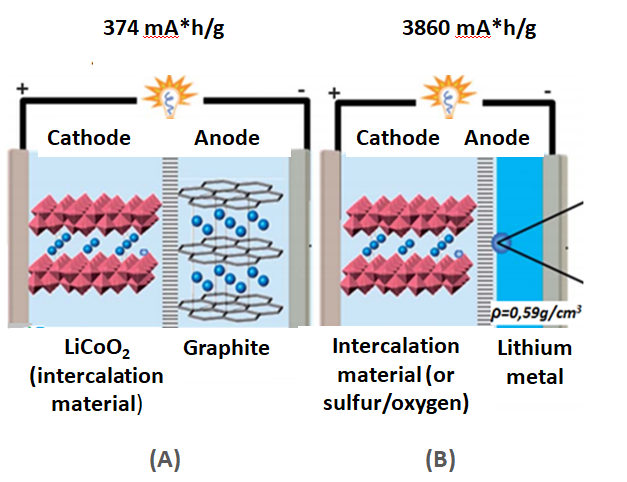 374 mA*h/g
3860 mA*h/g
+
-
+
-
Cathode
Anode
Cathode
Anode
ρ=0,59g/cm³
LiCoO₂
(intercalation
material)
Graphite
Intercalation
material (or
sulfur/oxygen)
Lithium
metal
(A)
(B)